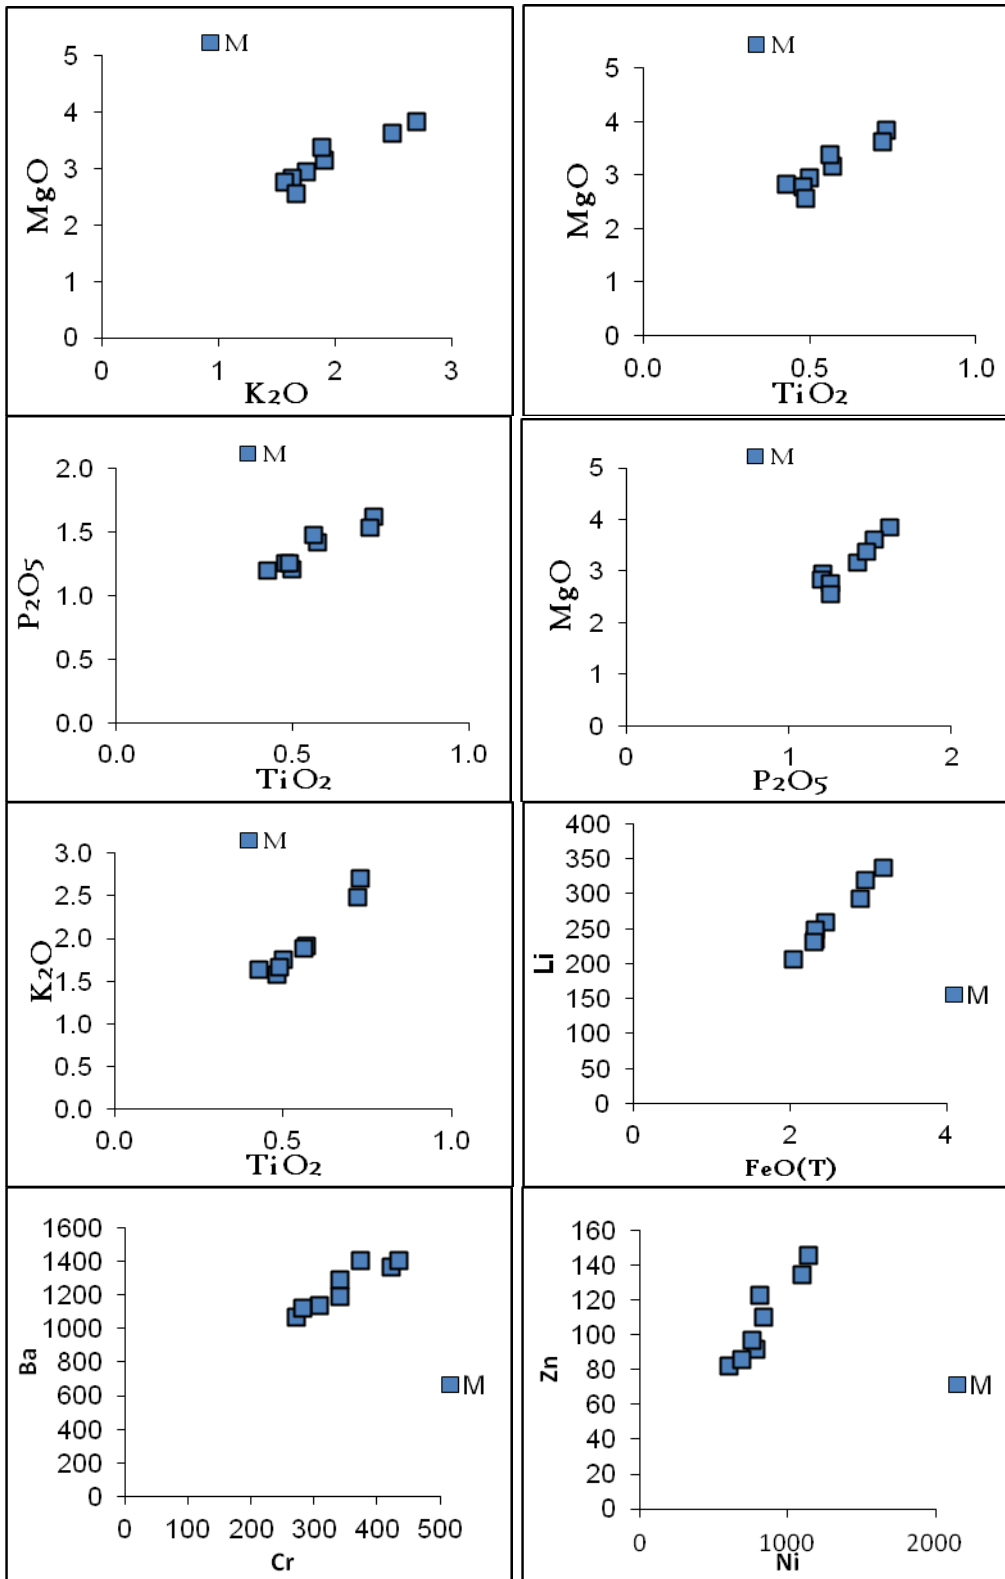 M
5
4
3
2
1
0
MgO
0 1 2 3
K₂O
M
5
4
3
2
1
0
MgO
0.0 0.5 1.0
TiO₂
M
2.0
1.5
1.0
0.5
0.0
P₂O₅
0.0 0.5 1.0
TiO₂
M
5
4
3
2
1
0
MgO
0 1 2
P₂O₅
M
3.0
2.5
2.0
1.5
1.0
0.5
0.0
K₂O
0.0 0.5 1.0
TiO₂
400
350
300
250
200
150
100
50
0
Li
M
0 2 4
FeO(T)
1600
1400
1200
1000
800
600
400
200
0
Ba
M
0 100 200 300 400 500
Cr
160
140
120
100
80
60
40
20
0
Zn
M
0 1000 2000
Ni